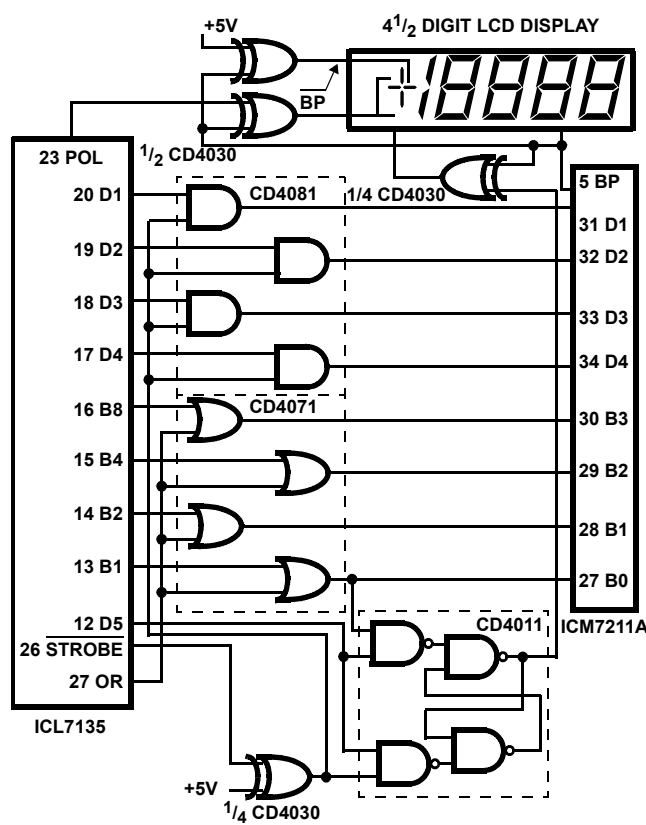 +5V
4 1/2 DIGIT LCD DISPLAY
BP
18888
23 POL
1/2 CD4030
1/4 CD4030
5 BP
20 D1
CD4081
31 D1
19 D2
32 D2
18 D3
33 D3
17 D4
34 D4
16 B8
CD4071
30 B3
15 B4
29 B2
14 B2
28 B1
13 B1
27 B0
12 D5
CD4011
ICM7211A
26 STROBE
27 OR
ICL7135
+5V
1/4 CD4030